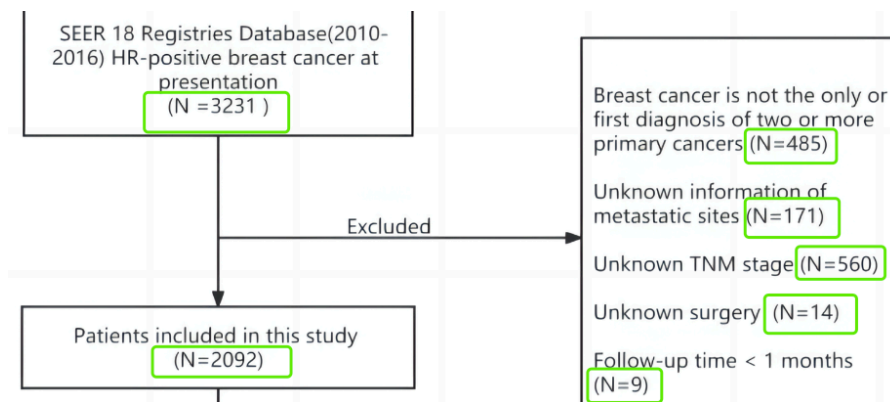 SEER 18 Registries Database(2010-
2016) HR-positive breast cancer at
presentation
(N =3231 )
Excluded
Breast cancer is not the only or
first diagnosis of two or more
primary cancers (N=485)
Unknown information of
metastatic sites (N=171)
Unknown TNM stage (N=560)
Unknown surgery (N=14)
Follow-up time < 1 months
(N=9)
Patients included in this study
(N=2092)